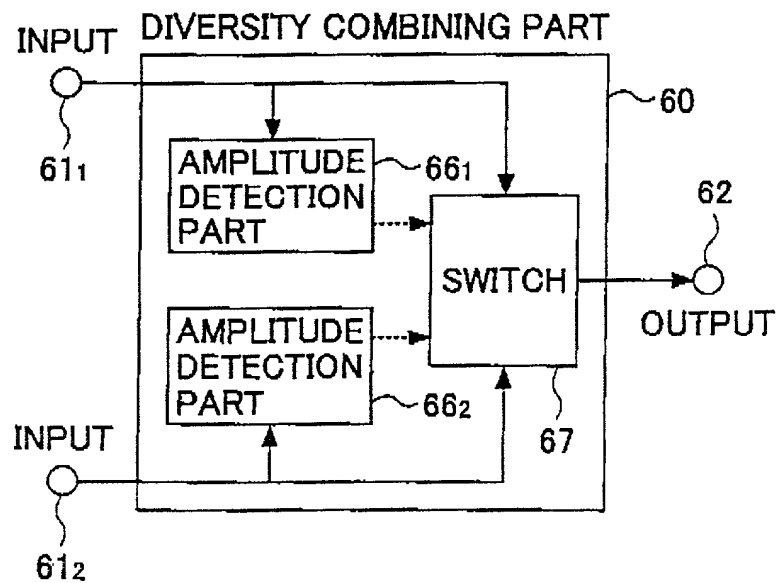 DIVERSITY COMBINING PART
INPUT
60
61₁
AMPLITUDE
DETECTION
PART
66₁
62
SWITCH
OUTPUT
AMPLITUDE
DETECTION
PART
66₂
67
INPUT
61₂